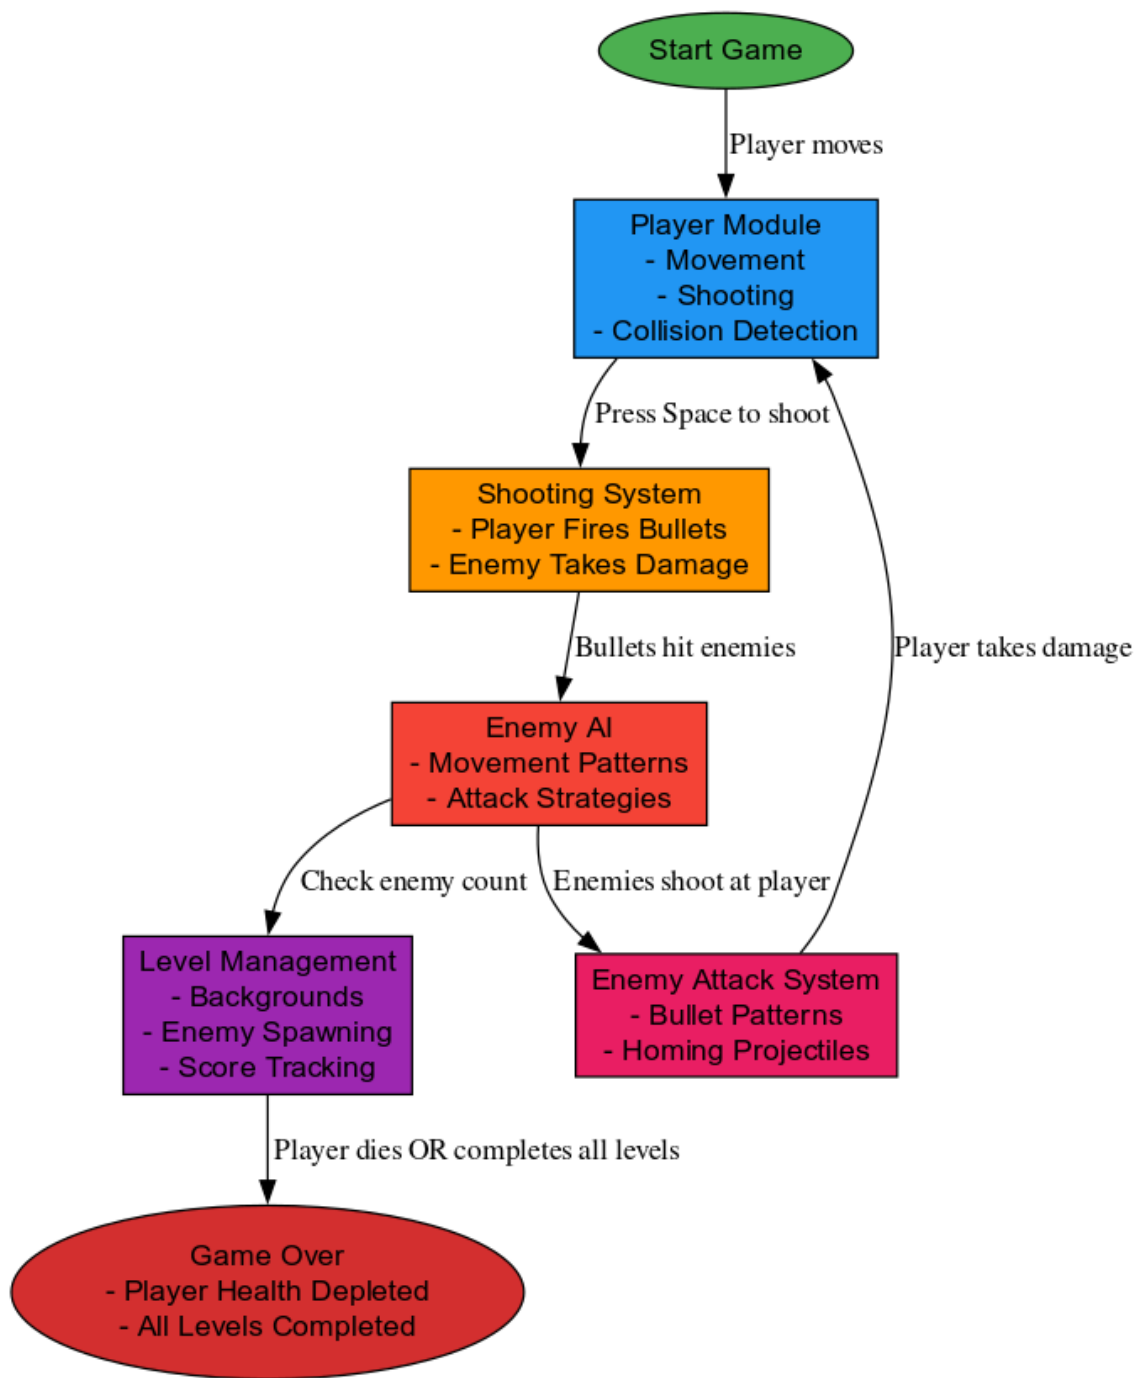 Start Game
Player moves
Player Module
- Movement
- Shooting
- Collision Detection
Press Space to shoot
Shooting System
- Player Fires Bullets
- Enemy Takes Damage
Bullets hit enemies
Player takes damage
Enemy AI
- Movement Patterns
- Attack Strategies
Check enemy count
Enemies shoot at player
Level Management
- Backgrounds
- Enemy Spawning
- Score Tracking
Enemy Attack System
- Bullet Patterns
- Homing Projectiles
Player dies OR completes all levels
Game Over
- Player Health Depleted
- All Levels Completed